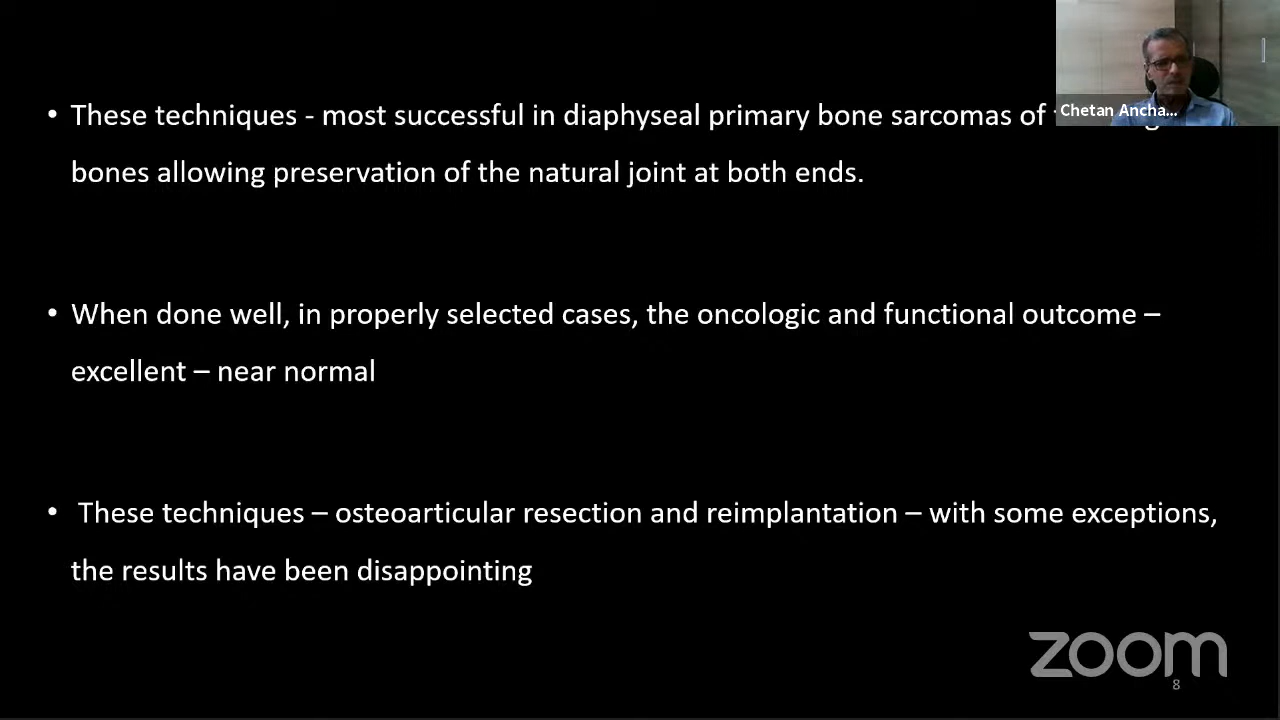 • These techniques - most successful in diaphyseal primary bone sarcomas of
Chetan Ancha...
bones allowing preservation of the natural joint at both ends.
• When done well, in properly selected cases, the oncologic and functional outcome –
excellent – near normal
• These techniques – osteoarticular resection and reimplantation – with some exceptions,
the results have been disappointing
zoom
8